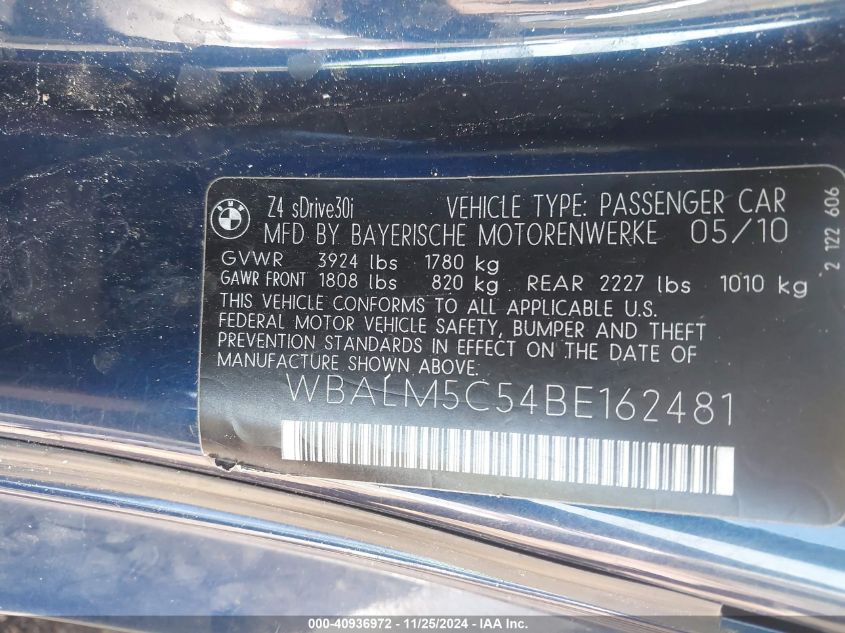 BMW
Z4 sDrive30i VEHICLE TYPE: PASSENGER CAR
MFD BY BAYERISCHE MOTORENWERKE 05/10
GVWR 3924 lbs 1780 kg
GAWR FRONT 1808 lbs 820 kg REAR 2227 lbs 1010 kg
THIS VEHICLE CONFORMS TO ALL APPLICABLE U.S.
FEDERAL MOTOR VEHICLE SAFETY, BUMPER AND THEFT
PREVENTION STANDARDS IN EFFECT ON THE DATE OF
MANUFACTURE SHOWN ABOVE.
WBALM5C54BE162481
2 122 606
000-40936972 - 11/25/2024 - IAA Inc.